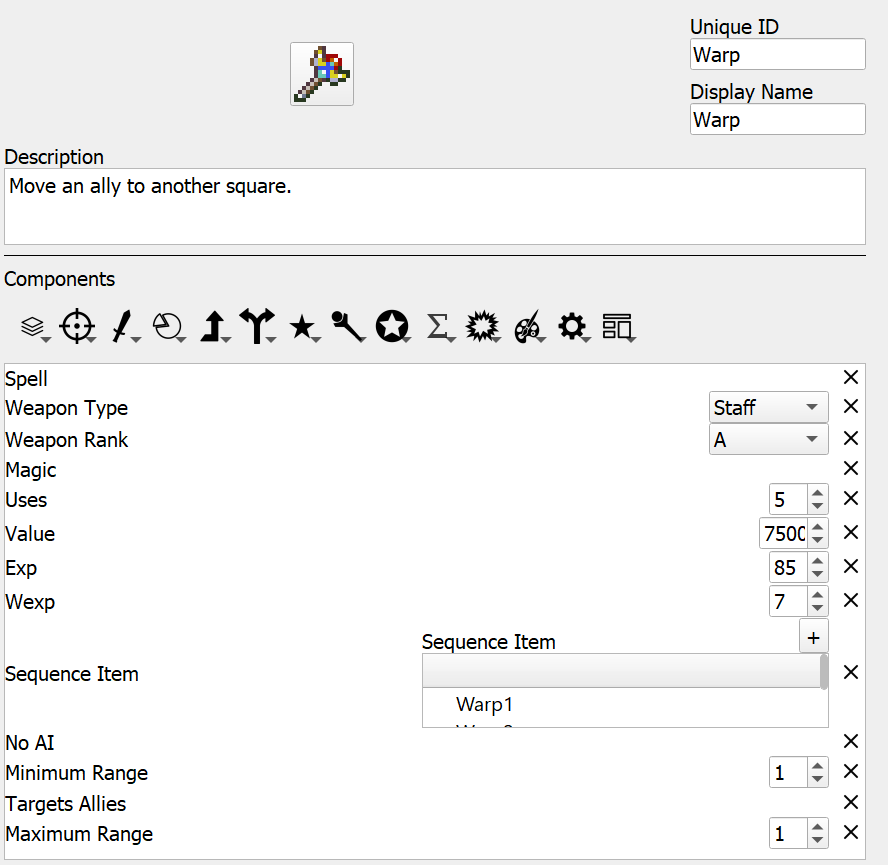 Unique ID
Warp
Display Name
Warp
Description
Move an ally to another square.
Components
Spell
Weapon Type Staff
Weapon Rank A
Magic
Uses 5
Value 7500
Exp 85
Wexp 7
Sequence Item +
Sequence Item
Warp1
No AI
Minimum Range 1
Targets Allies
Maximum Range 1